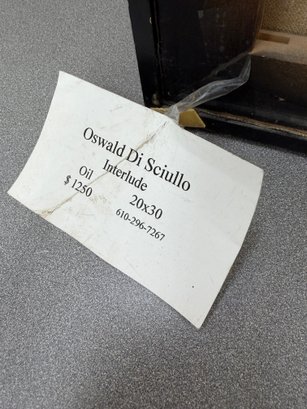 Oswald Di Sciullo
Interlude
Oil 20x30
$1250 610-296-7267